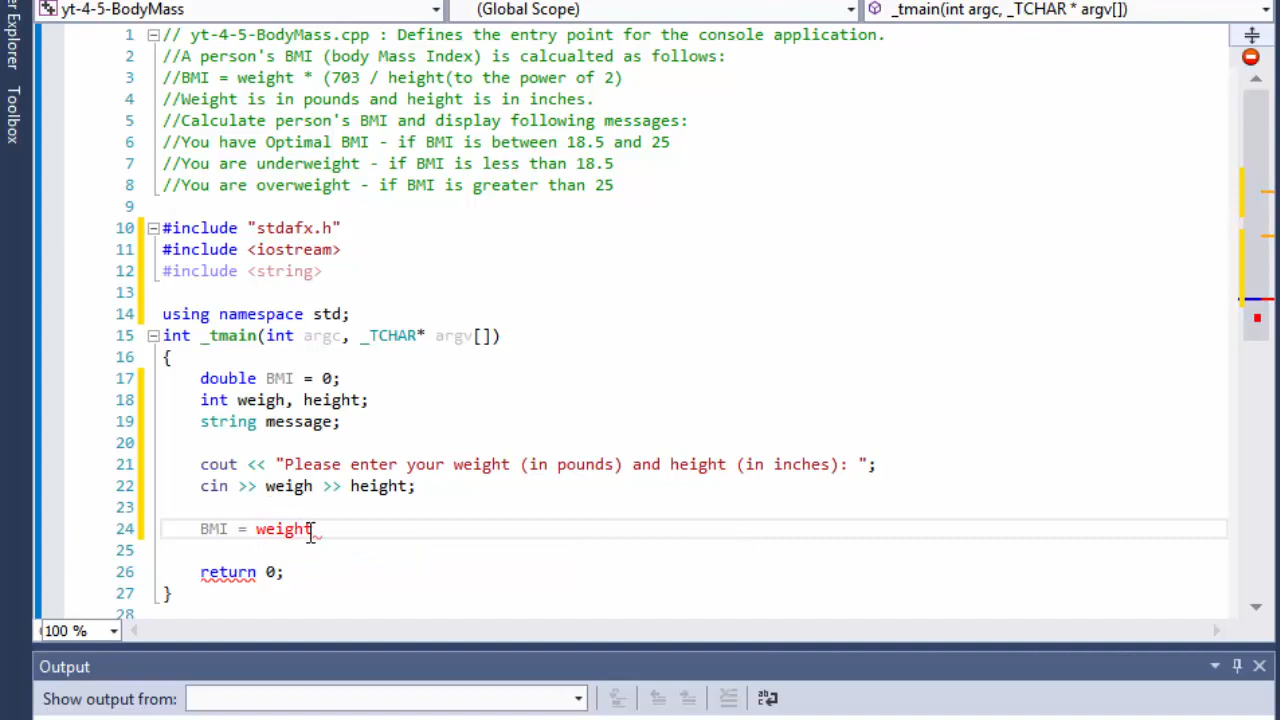 yt-4-5-BodyMass (Global Scope) _tmain(int argc, _TCHAR * argv[])
er Explorer
Toolbox
1 // yt-4-5-BodyMass.cpp : Defines the entry point for the console application.
2 //A person's BMI (body Mass Index) is calcualted as follows:
3 //BMI = weight * (703 / height(to the power of 2)
4 //Weight is in pounds and height is in inches.
5 //Calculate person's BMI and display following messages:
6 //You have Optimal BMI - if BMI is between 18.5 and 25
7 //You are underweight - if BMI is less than 18.5
8 //You are overweight - if BMI is greater than 25
9
10 #include "stdafx.h"
11 #include <iostream>
12 #include <string>
13
14 using namespace std;
15 int _tmain(int argc, _TCHAR* argv[])
16 {
17 double BMI = 0;
18 int weigh, height;
19 string message;
20
21 cout << "Please enter your weight (in pounds) and height (in inches): ";
22 cin >> weigh >> height;
23
24 BMI = weight
25
26 return 0;
27 }
28
100 %
Output
Show output from: